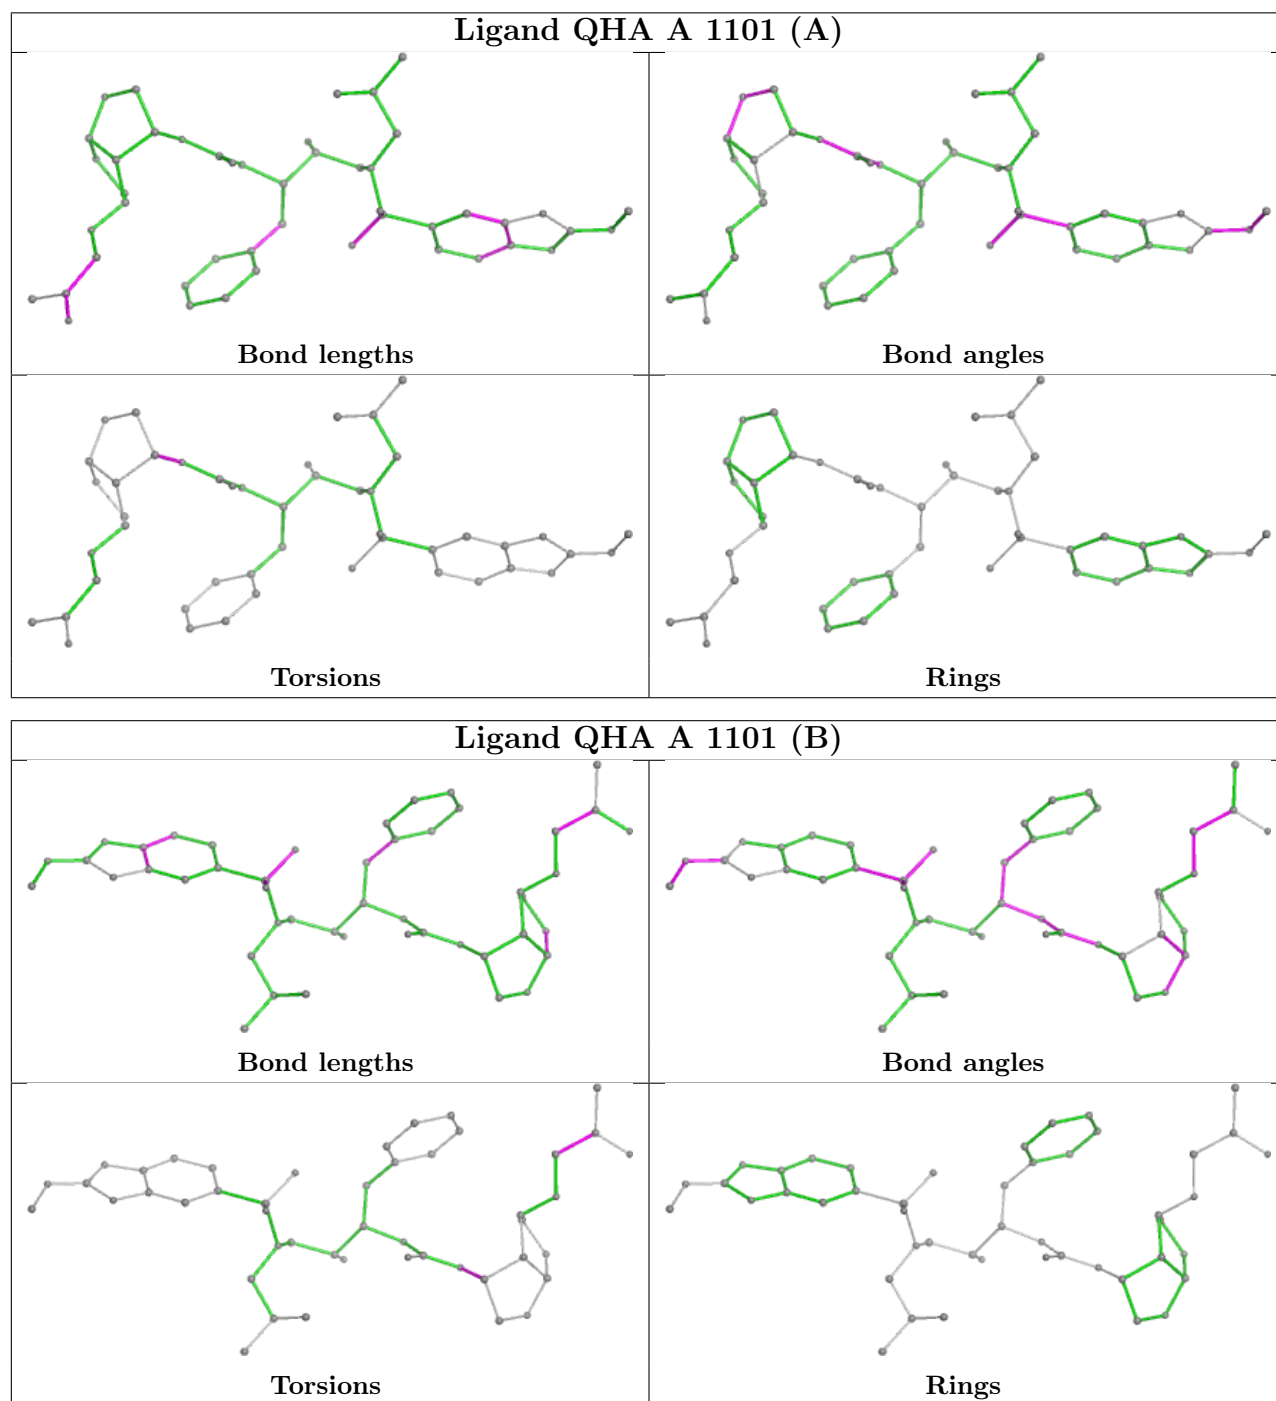 Ligand QHA A 1101 (A)
Bond lengths
Bond angles
Torsions
Rings
Ligand QHA A 1101 (B)
Bond lengths
Bond angles
Torsions
Rings